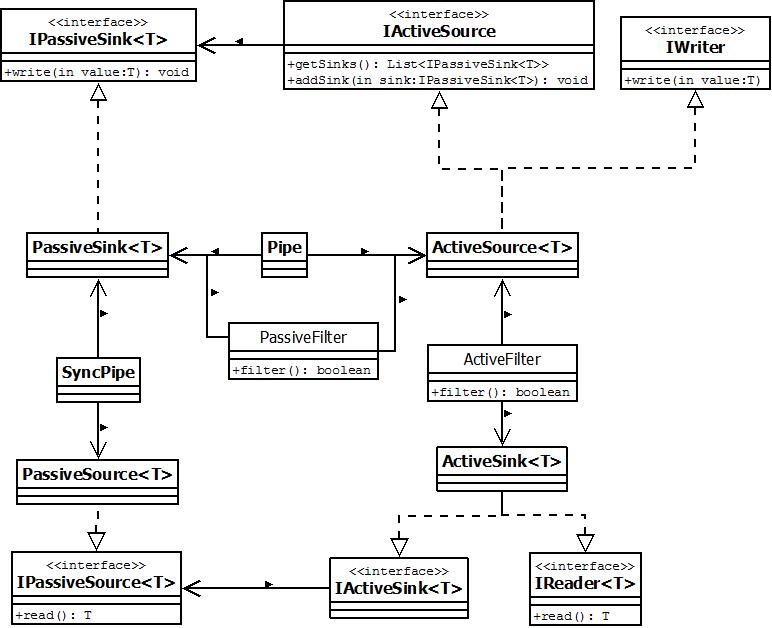 <<interface>>
IPassiveSink<T>
+write(in value:T): void
<<interface>>
IActiveSource
+getSinks(): List<IPassiveSink<T>>
+addSink(in sink:IPassiveSink<T>): void
<<interface>>
IWriter
+write(in value:T)
PassiveSink<T>
Pipe
ActiveSource<T>
PassiveFilter
+filter(): boolean
SyncPipe
ActiveFilter
+filter(): boolean
PassiveSource<T>
ActiveSink<T>
<<interface>>
IPassiveSource<T>
+read(): T
<<interface>>
IActiveSink<T>
<<interface>>
IReader<T>
+read(): T